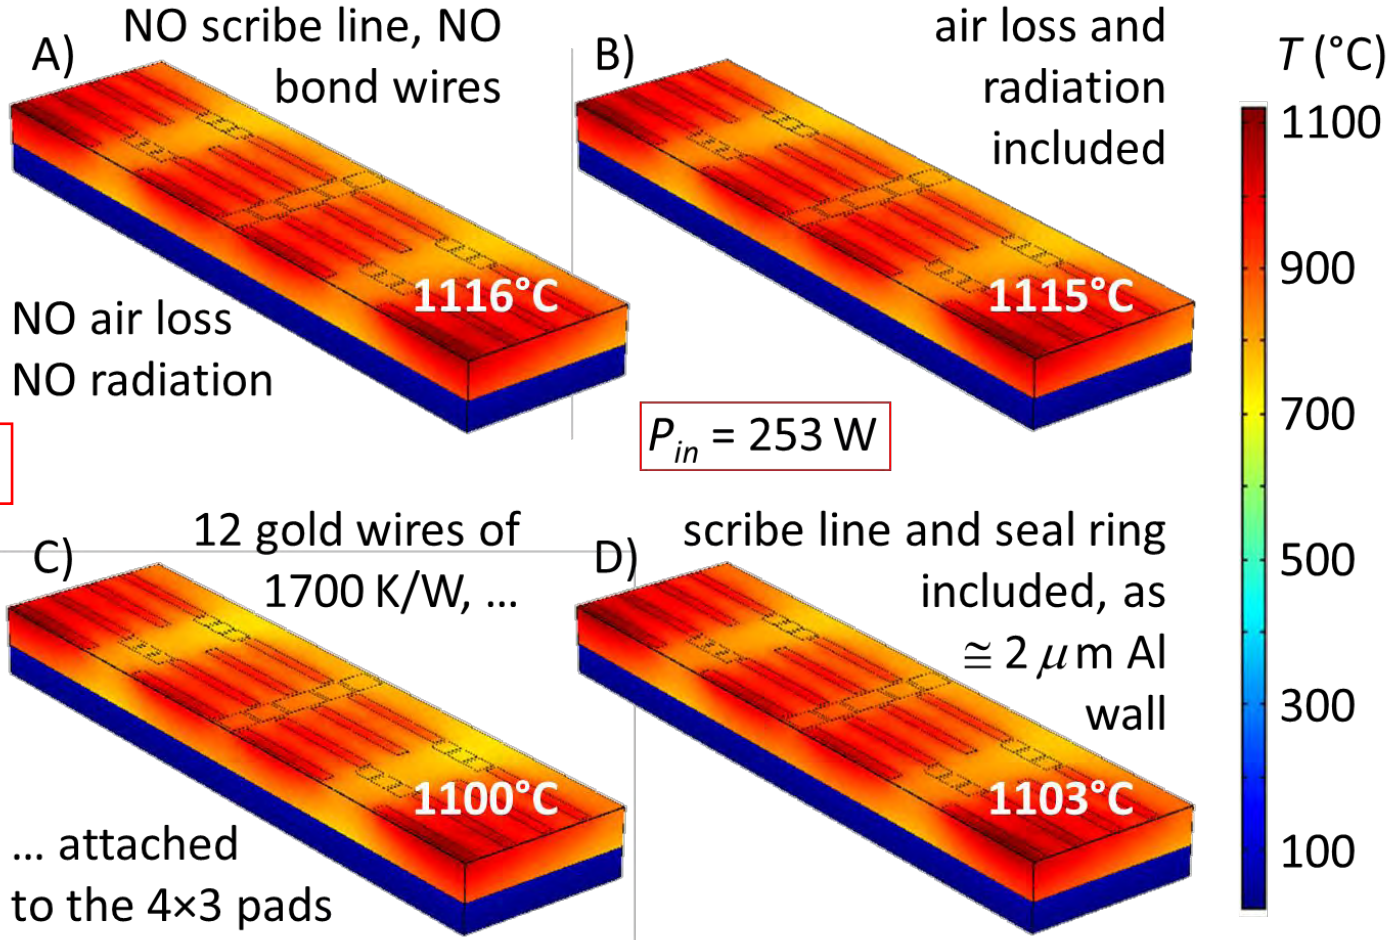 A)
NO scribe line, NO
bond wires
NO air loss
NO radiation
1116°C
B)
air loss and
radiation
included
1115°C
P_in = 253 W
C)
12 gold wires of
1700 K/W, ...
1100°C
... attached
to the 4×3 pads
D)
scribe line and seal ring
included, as
≅ 2 μm Al
wall
1103°C
T (°C)
1100
900
700
500
300
100